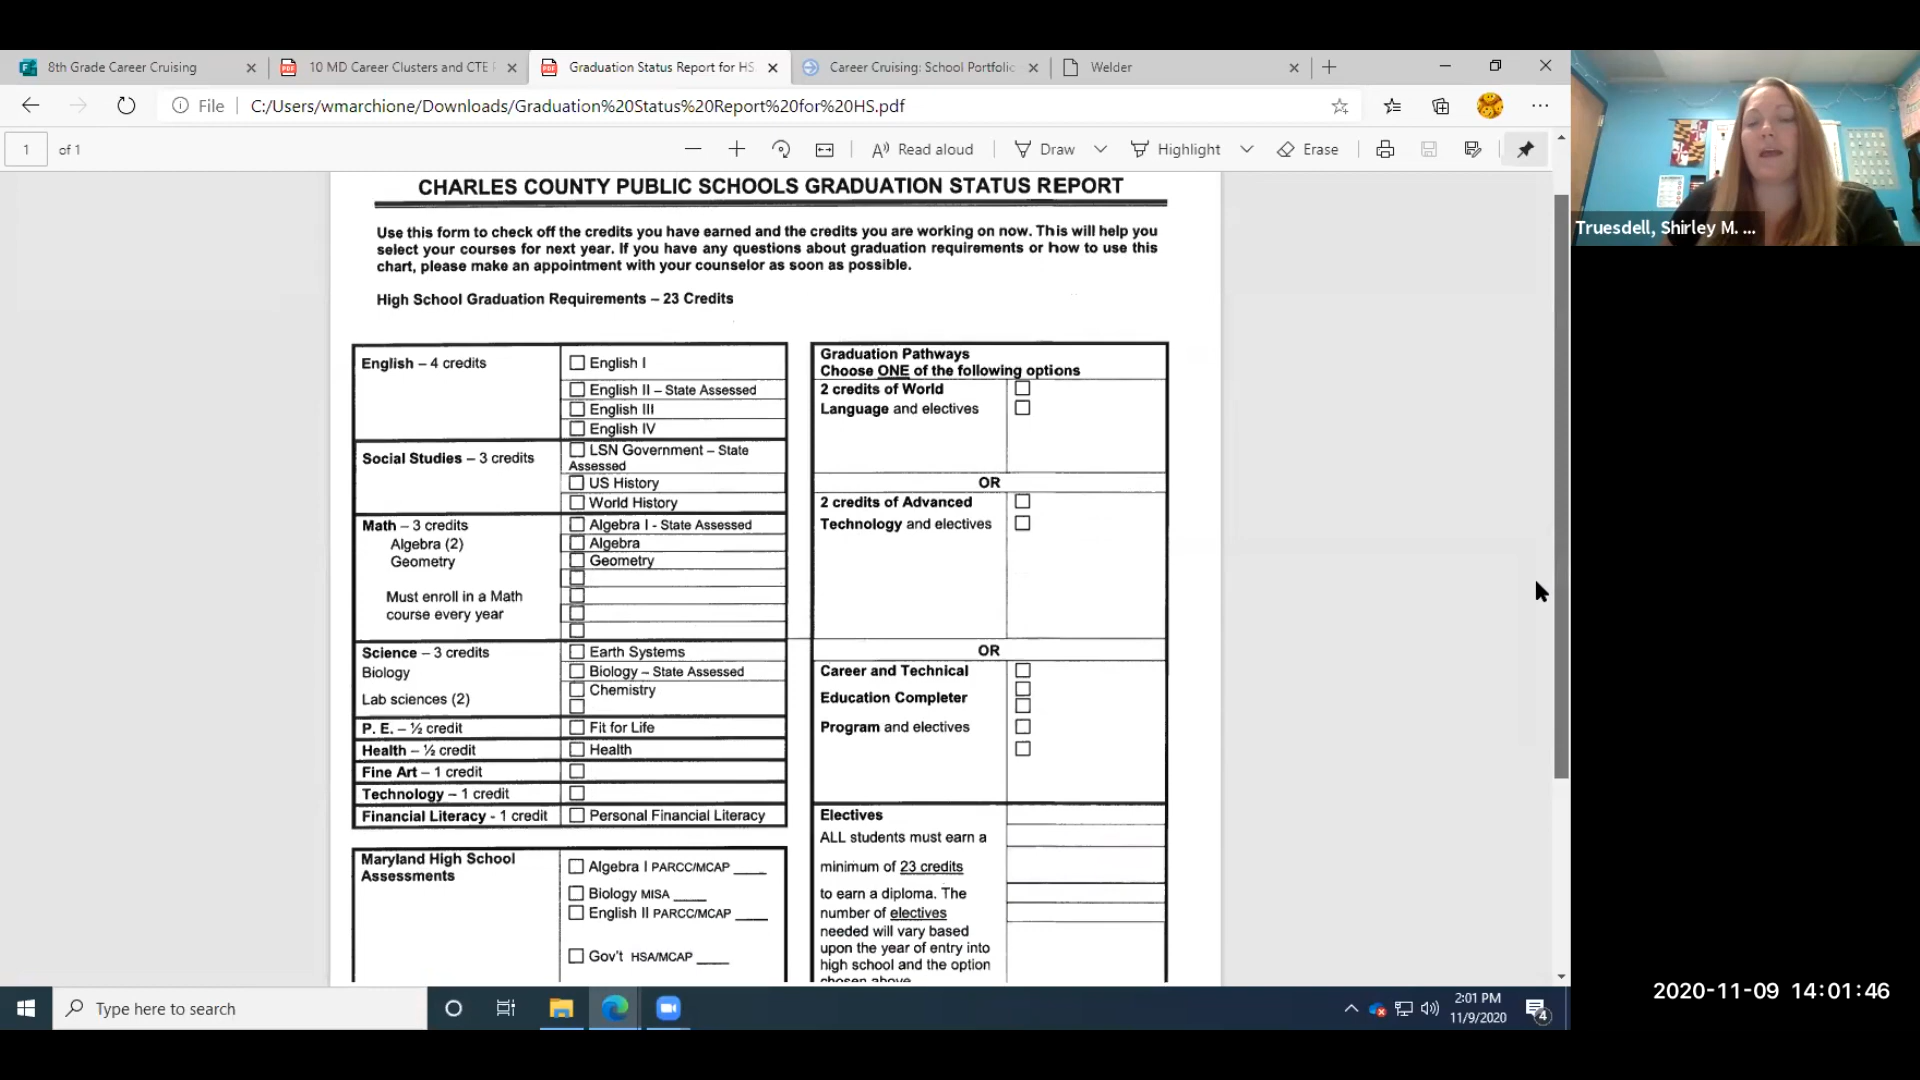 8th Grade Career Cruising
10 MD Career Clusters and CTE
Graduation Status Report for HS
Career Cruising: School Portfolio
Welder
File
C:/Users/wmarchione/Downloads/Graduation%20Status%20Report%20for%20HS.pdf
1 of 1
Read aloud
Draw
Highlight
Erase
CHARLES COUNTY PUBLIC SCHOOLS GRADUATION STATUS REPORT
Use this form to check off the credits you have earned and the credits you are working on now. This will help you
select your courses for next year. If you have any questions about graduation requirements or how to use this
chart, please make an appointment with your counselor as soon as possible.
High School Graduation Requirements – 23 Credits
English – 4 credits
English I
English II – State Assessed
English III
English IV
Social Studies – 3 credits
LSN Government – State
Assessed
US History
World History
Math – 3 credits
Algebra (2)
Geometry
Must enroll in a Math
course every year
Algebra I - State Assessed
Algebra
Geometry
Science – 3 credits
Biology
Lab sciences (2)
Earth Systems
Biology – State Assessed
Chemistry
P. E. – ½ credit
Fit for Life
Health – ½ credit
Health
Fine Art – 1 credit
Technology – 1 credit
Financial Literacy - 1 credit
Personal Financial Literacy
Maryland High School
Assessments
Algebra I PARCC/MCAP ____
Biology MISA ____
English II PARCC/MCAP ____
Gov't HSA/MCAP ____
Graduation Pathways
Choose ONE of the following options
2 credits of World
Language and electives
OR
2 credits of Advanced
Technology and electives
OR
Career and Technical
Education Completer
Program and electives
Electives
ALL students must earn a
minimum of 23 credits
to earn a diploma. The
number of electives
needed will vary based
upon the year of entry into
high school and the option
chosen above.
Truesdell, Shirley M. ...
2020-11-09 14:01:46
Type here to search
2:01 PM
11/9/2020
4